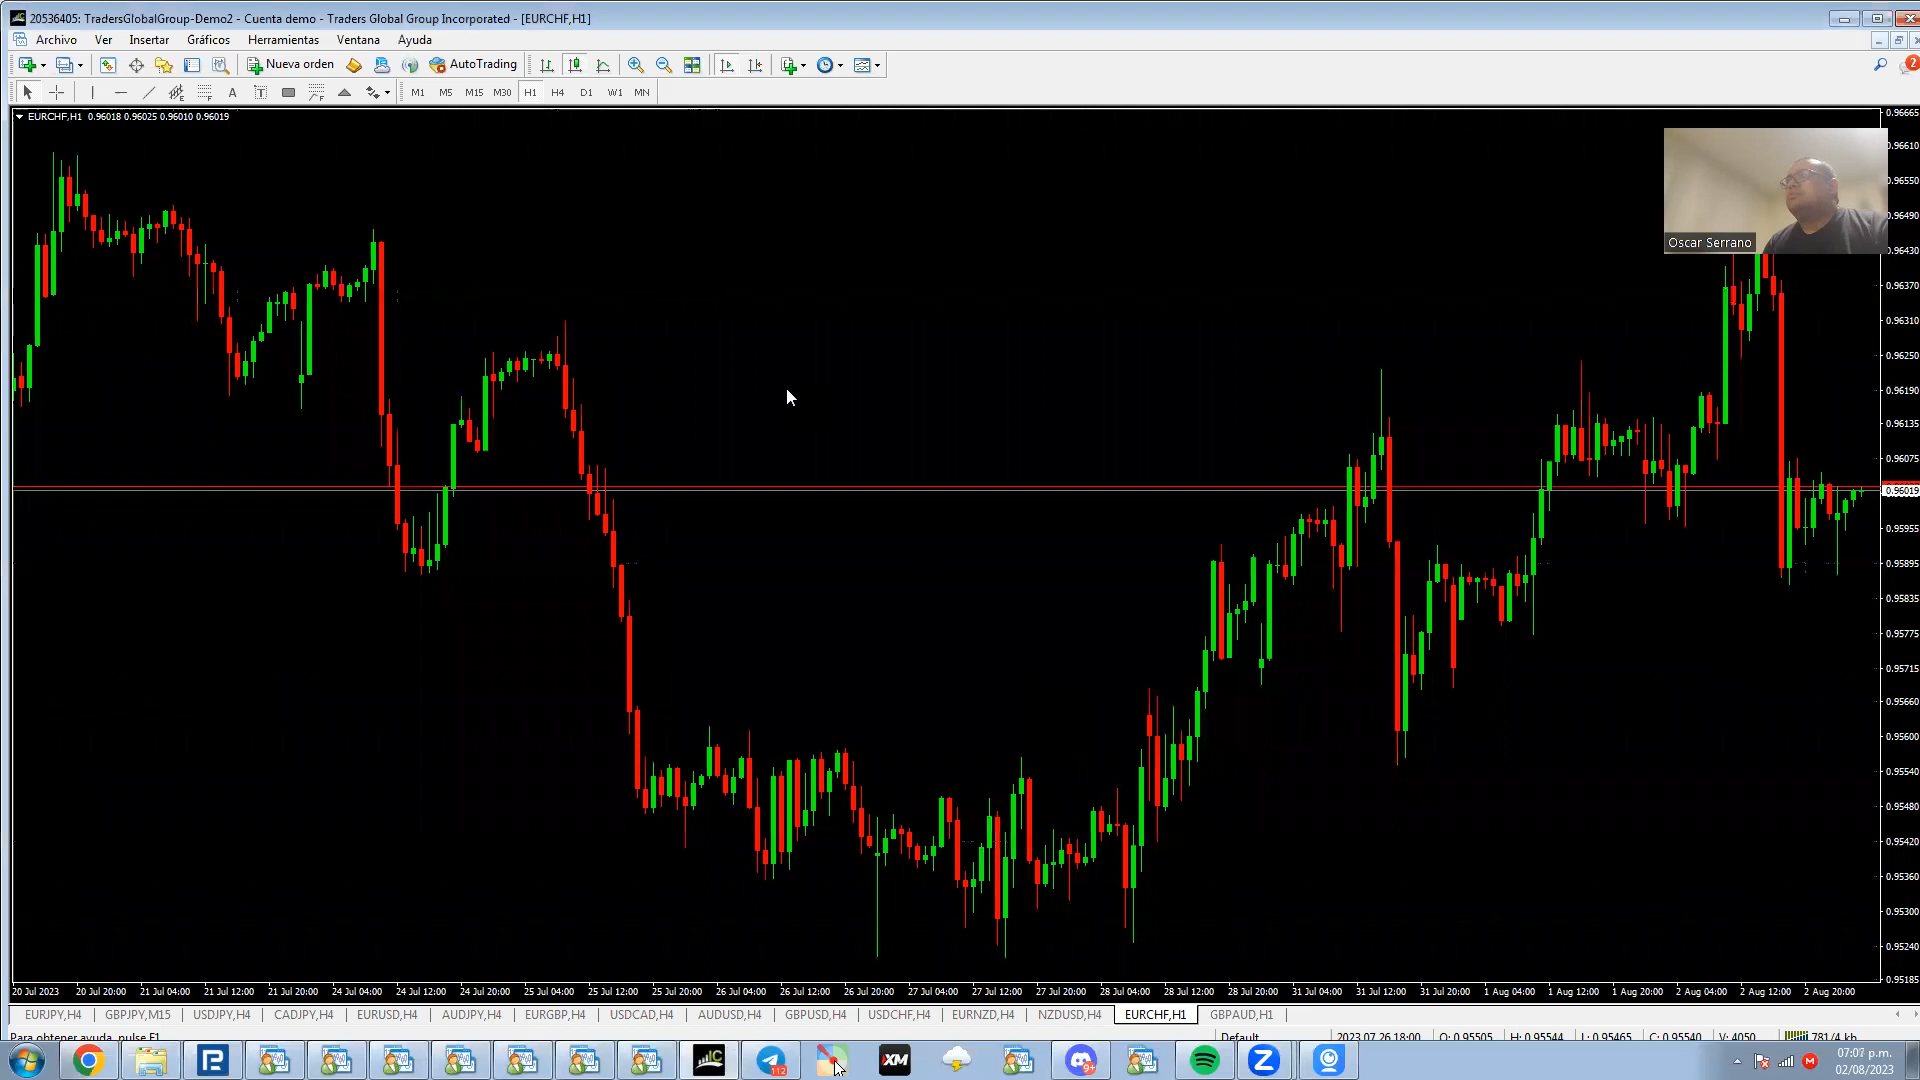 20536405: TradersGlobalGroup-Demo2 - Cuenta demo - Traders Global Group Incorporated - [EURCHF,H1]
Archivo Ver Insertar Gráficos Herramientas Ventana Ayuda
Nueva orden AutoTrading
2
A T M1 M5 M15 M30 H1 H4 D1 W1 MN
EURCHF,H1 0.96018 0.96025 0.96010 0.96019
Oscar Serrano
0.96665
0.96610
0.96550
0.96490
0.96430
0.96370
0.96310
0.96250
0.96190
0.96135
0.96075
0.96019
0.95955
0.95895
0.95835
0.95775
0.95715
0.95660
0.95600
0.95540
0.95480
0.95420
0.95360
0.95300
0.95240
0.95185
20 Jul 2023 20 Jul 20:00 21 Jul 04:00 21 Jul 12:00 21 Jul 20:00 24 Jul 04:00 24 Jul 12:00 24 Jul 20:00 25 Jul 04:00 25 Jul 12:00 25 Jul 20:00 26 Jul 04:00 26 Jul 12:00 26 Jul 20:00 27 Jul 04:00 27 Jul 12:00 27 Jul 20:00 28 Jul 04:00 28 Jul 12:00 28 Jul 20:00 31 Jul 04:00 31 Jul 12:00 31 Jul 20:00 1 Aug 04:00 1 Aug 12:00 1 Aug 20:00 2 Aug 04:00 2 Aug 12:00 2 Aug 20:00
EURJPY,H4 GBPJPY,M15 USDJPY,H4 CADJPY,H4 EURUSD,H4 AUDJPY,H4 EURGBP,H4 USDCAD,H4 AUDUSD,H4 GBPUSD,H4 USDCHF,H4 EURNZD,H4 NZDUSD,H4 EURCHF,H1 GBPAUD,H1
Para obtener ayuda, pulse F1 Default 2023.07.26 18:00 O: 0.95505 H: 0.95544 L: 0.95465 C: 0.95540 V: 4050 781/4 kb
112 XM 9+ 07:07 p.m.
02/08/2023